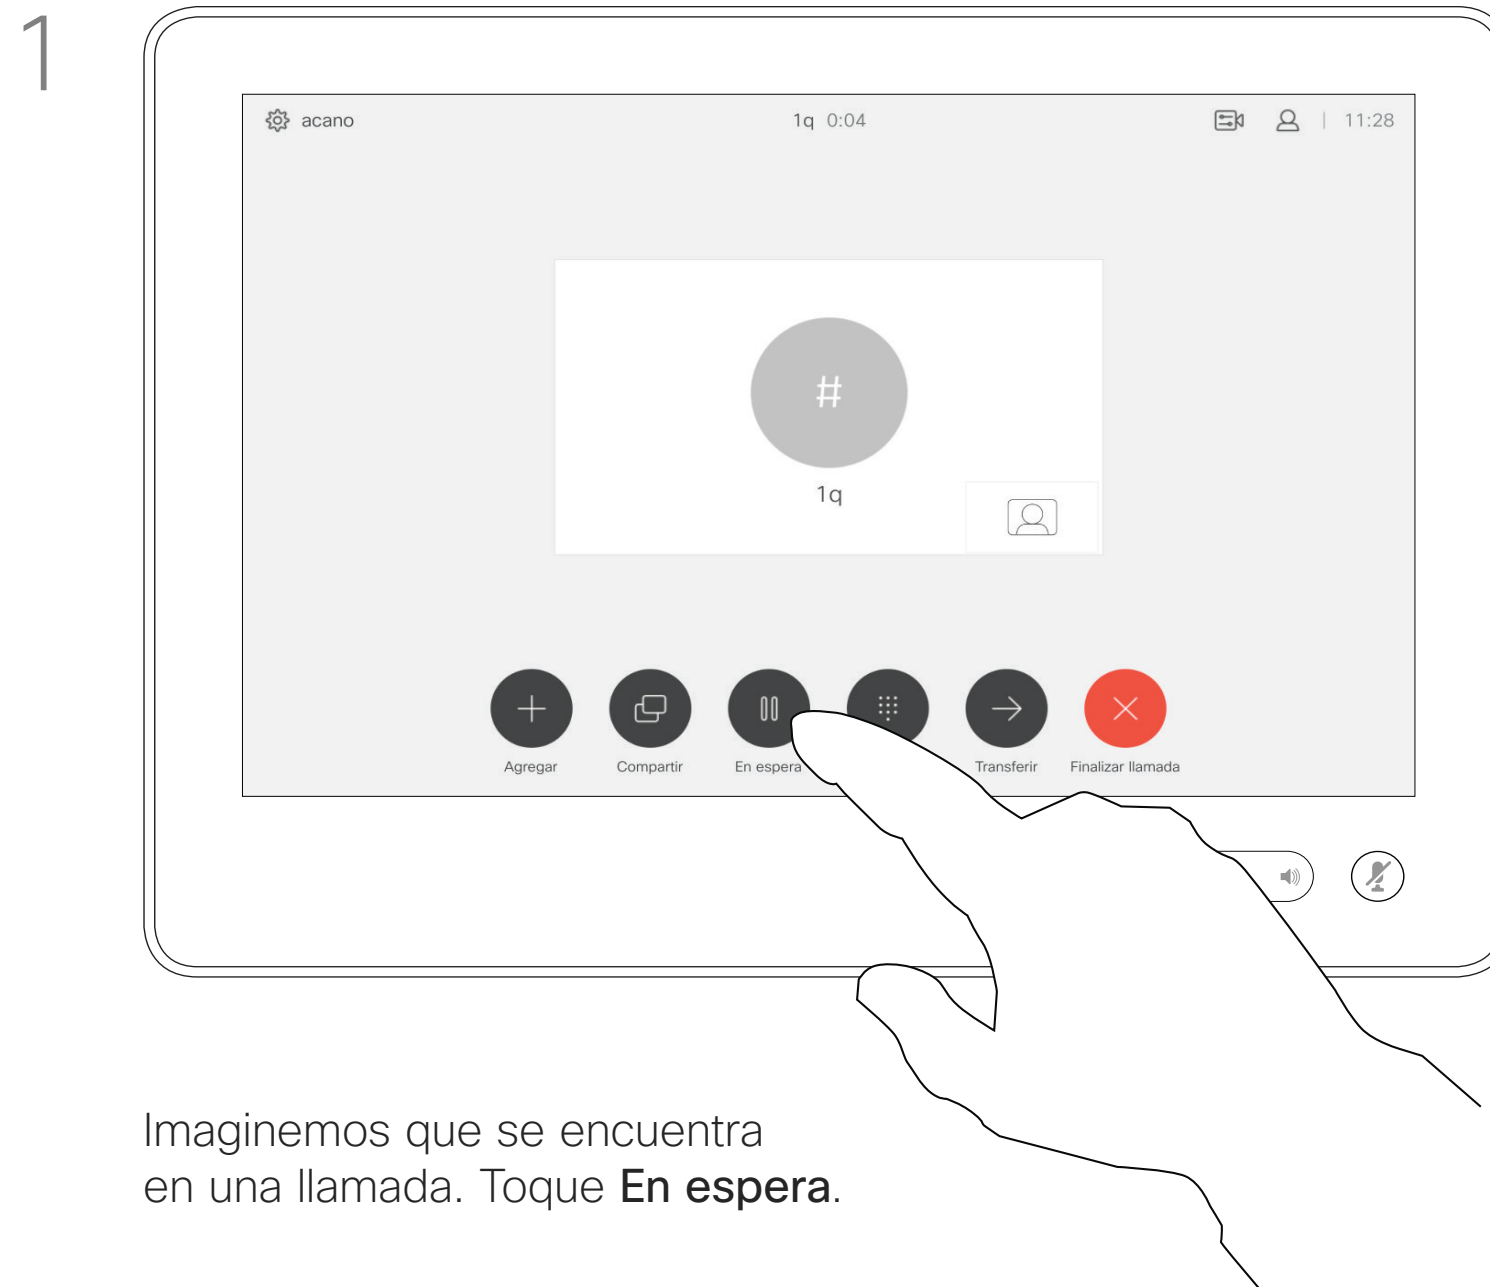 1
acano 1q 0:04 11:28
#
1q
Agregar Compartir En espera Transferir Finalizar llamada
Imaginemos que se encuentra
en una llamada. Toque En espera.